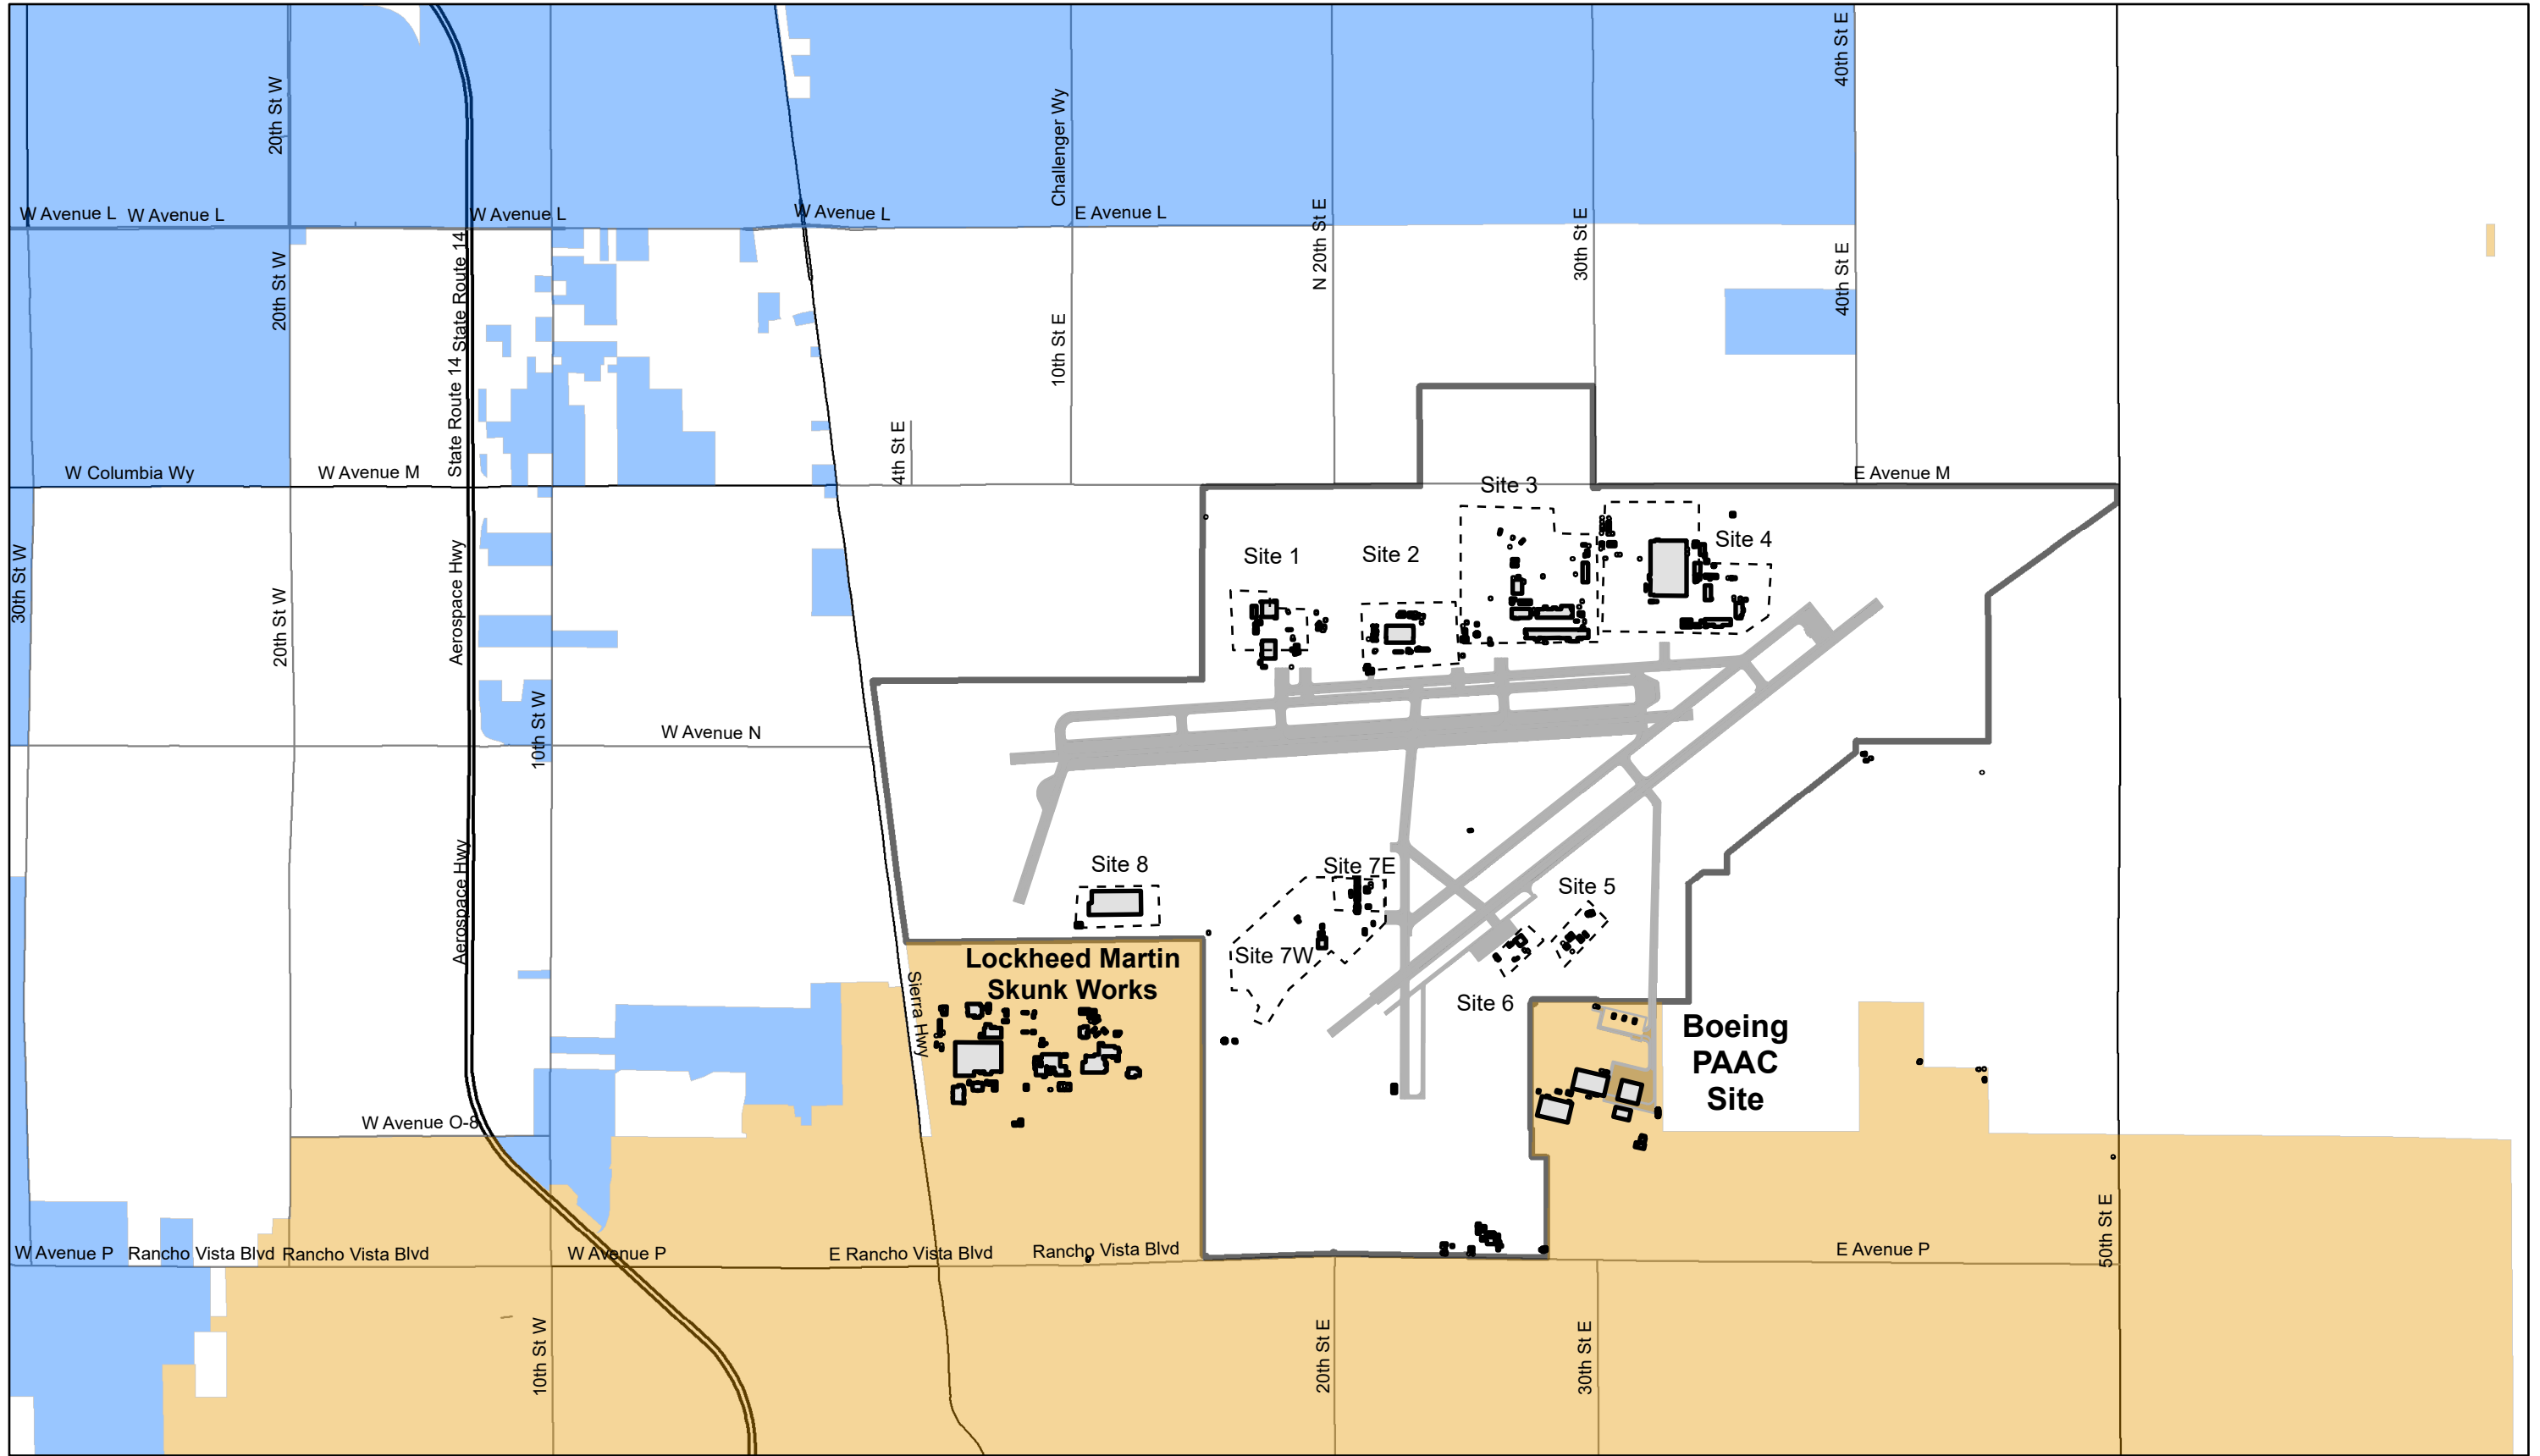 20th St W
Challenger Wy
40th St E
W Avenue L
W Avenue L
W Avenue L
W Avenue L
E Avenue L
N 20th St E
30th St E
20th St W
State Route 14
40th St E
10th St E
State Route 14
4th St E
W Columbia Wy
W Avenue M
E Avenue M
Site 3
Site 4
Site 1
Site 2
30th St W
20th St W
Aerospace Hwy
10th St W
W Avenue N
Aerospace Hwy
Site 8
Site 7E
Site 5
Site 7W
Lockheed Martin
Skunk Works
Sierra Hwy
Site 6
Boeing
PAAC
Site
W Avenue O-8
50th St E
W Avenue P
Rancho Vista Blvd
Rancho Vista Blvd
W Avenue P
E Rancho Vista Blvd
Rancho Vista Blvd
E Avenue P
10th St W
20th St E
30th St E